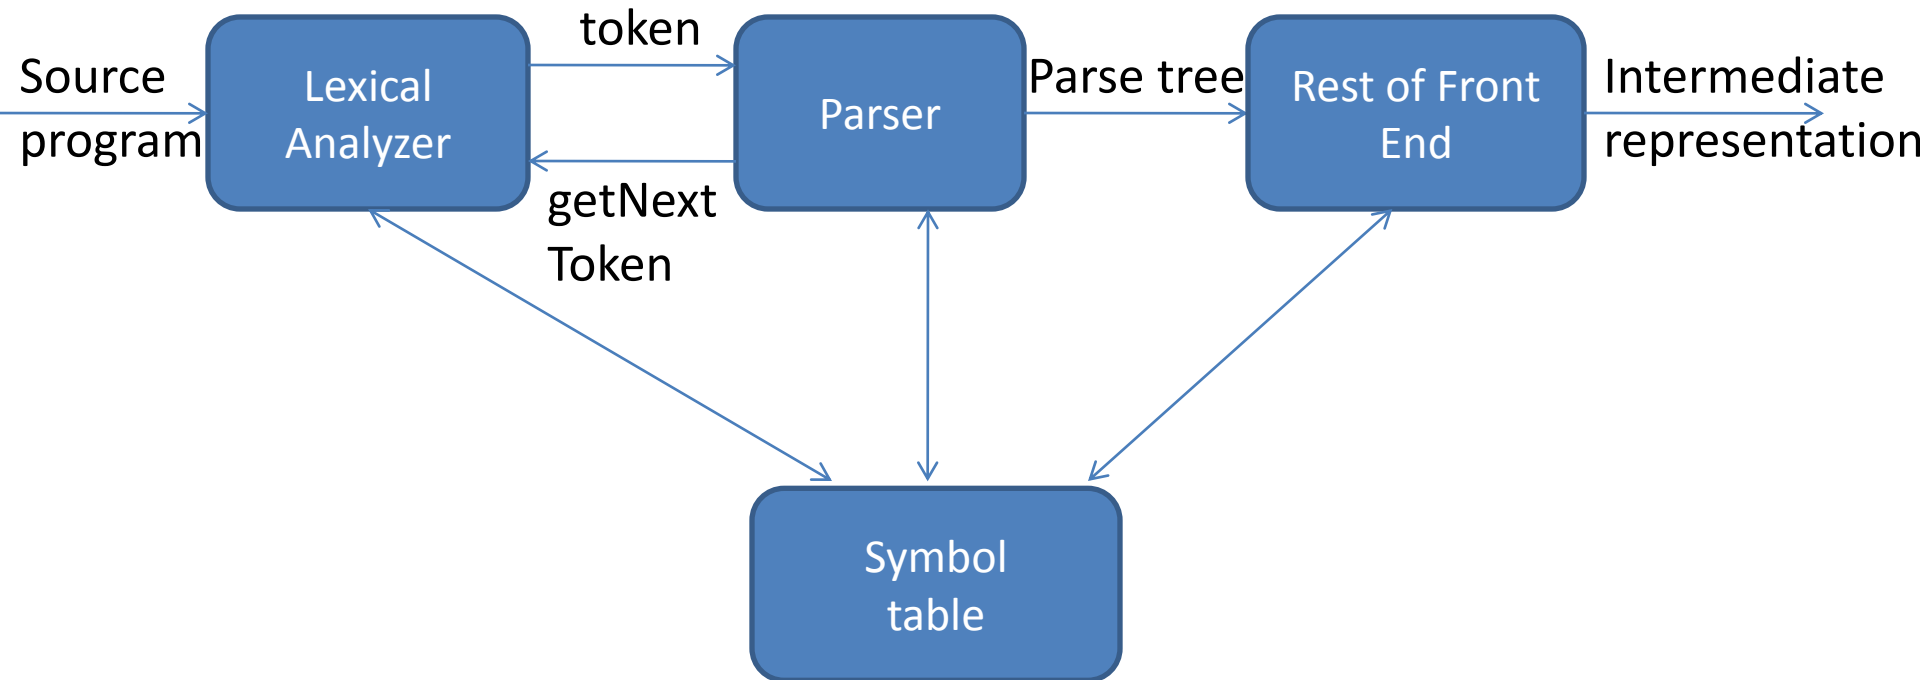 Source
program
Lexical
Analyzer
token
getNext
Token
Parser
Parse tree
Rest of Front
End
Intermediate
representation
Symbol
table